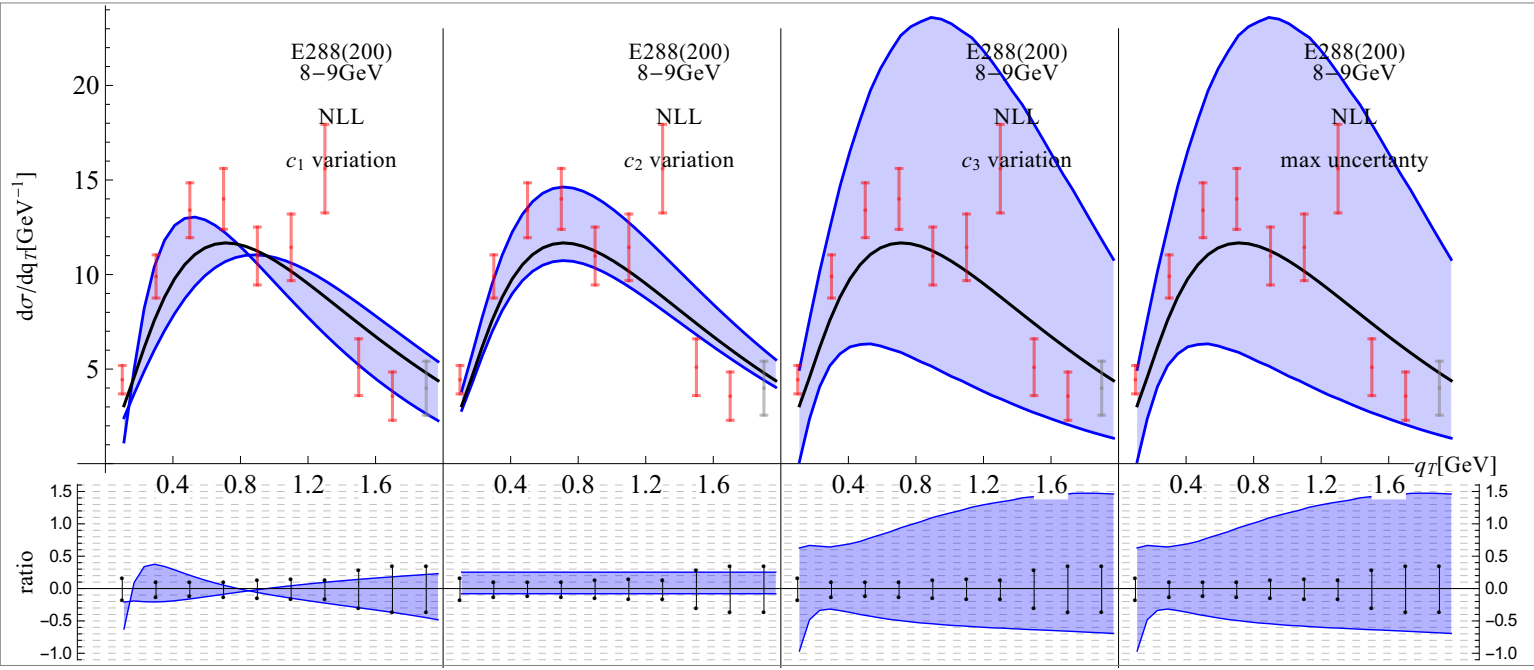 E288(200)
8−9GeV
NLL
c₁ variation
E288(200)
8−9GeV
NLL
c₂ variation
E288(200)
8−9GeV
NLL
c₃ variation
E288(200)
8−9GeV
NLL
max uncertanty
dσ/dq_T[GeV⁻¹]
20
15
10
5
q_T[GeV]
0.4 0.8 1.2 1.6 0.4 0.8 1.2 1.6 0.4 0.8 1.2 1.6 0.4 0.8 1.2 1.6
ratio
1.5
1.0
0.5
0.0
−0.5
−1.0
1.5
1.0
0.5
0.0
−0.5
−1.0